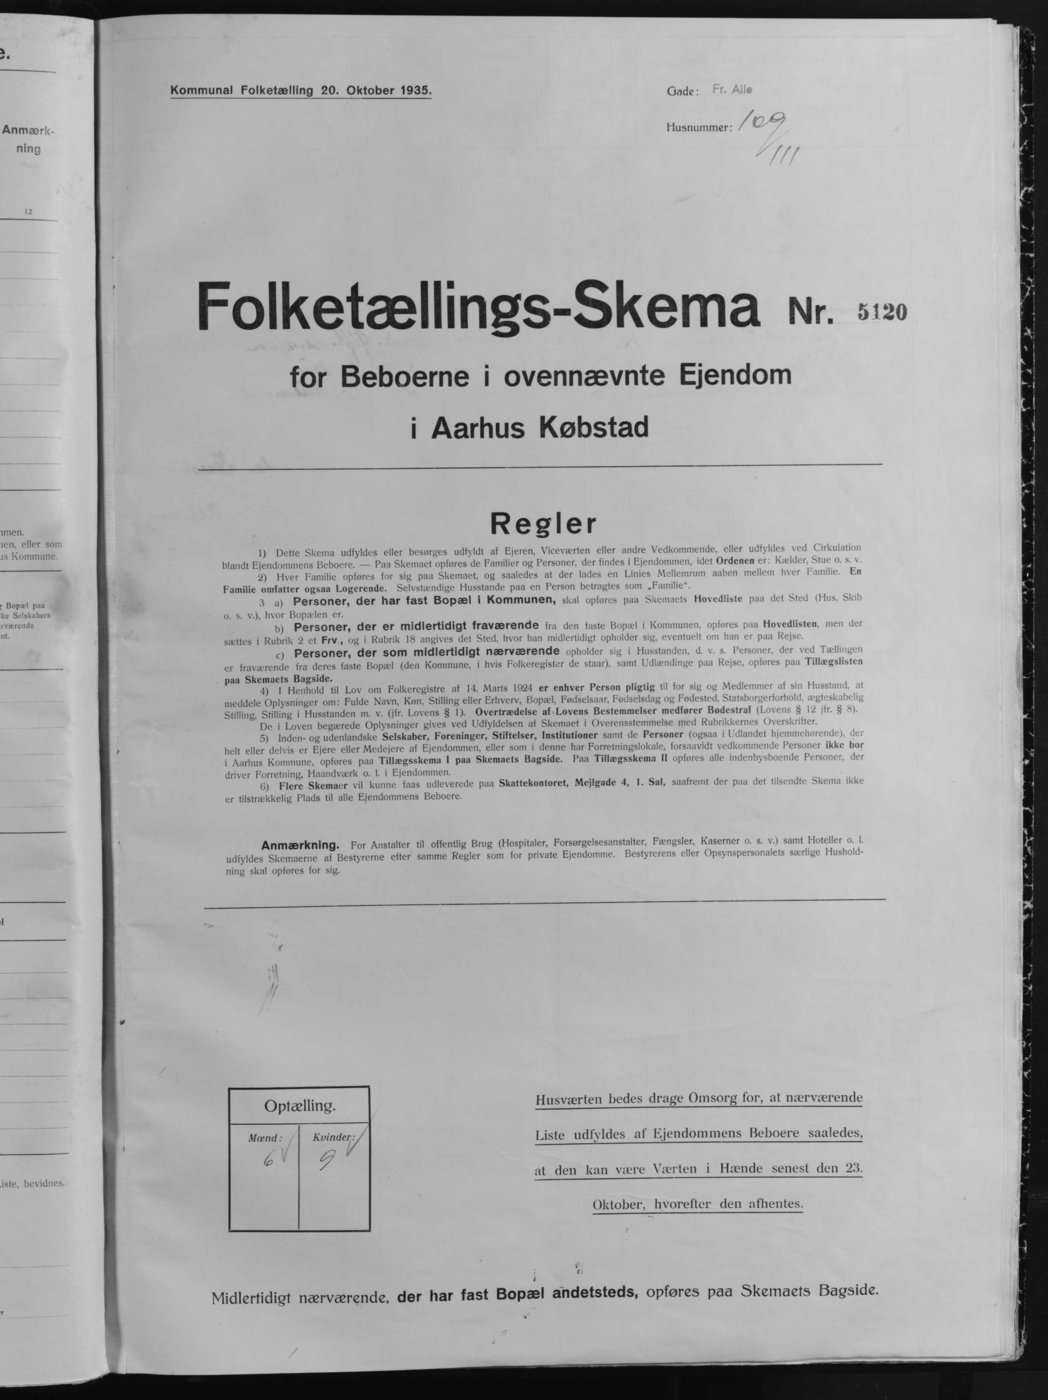 e.
Anmærk-
ning
12
mmen.
nen, eller som
us Kommune.
g Bopæl paa
ske Selskabers
erværende
nt.
el
Liste, bevidnes.
7
Kommunal Folketælling 20. Oktober 1935.
Gade: Fr. Alle
Husnummer: 109
III
Folketællings-Skema Nr. 5120
for Beboerne i ovennævnte Ejendom
i Aarhus Købstad
Regler
1) Dette Skema udfyldes eller besørges udfyldt af Ejeren, Viceværten eller andre Vedkommende, eller udfyldes ved Cirkulation
blandt Ejendommens Beboere. — Paa Skemaet opføres de Familier og Personer, der findes i Ejendommen, idet Ordenen er: Kælder, Stue o. s. v.
2) Hver Familie opføres for sig paa Skemaet, og saaledes at der lades en Linies Mellemrum aaben mellem hver Familie. En
Familie omfatter ogsaa Logerende. Selvstændige Husstande paa en Person betragtes som „Familie“.
3 a) Personer, der har fast Bopæl i Kommunen, skal opføres paa Skemaets Hovedliste paa det Sted (Hus, Skib
o. s. v.), hvor Bopælen er.
b) Personer, der er midlertidigt fraværende fra den faste Bopæl i Kommunen, opføres paa Hovedlisten, men der
sættes i Rubrik 2 et Frv., og i Rubrik 18 angives det Sted, hvor han midlertidigt opholder sig, eventuelt om han er paa Rejse.
c) Personer, der som midlertidigt nærværende opholder sig i Husstanden, d. v. s. Personer, der ved Tællingen
er fraværende fra deres faste Bopæl (den Kommune, i hvis Folkeregister de staar), samt Udlændinge paa Rejse, opføres paa Tillægslisten
paa Skemaets Bagside.
4) I Henhold til Lov om Folkeregistre af 14. Marts 1924 er enhver Person pligtig til for sig og Medlemmer af sin Husstand, at
meddele Oplysninger om: Fulde Navn, Køn, Stilling eller Erhverv, Bopæl, Fødselsaar, Fødselsdag og Fødested, Statsborgerforhold, ægteskabelig
Stilling, Stilling i Husstanden m. v. (jfr. Lovens § 1). Overtrædelse af Lovens Bestemmelser medfører Bødestraf (Lovens § 12 jfr. § 8).
De i Loven begærede Oplysninger gives ved Udfyldelsen af Skemaet i Overensstemmelse med Rubrikkernes Overskrifter.
5) Inden- og udenlandske Selskaber, Foreninger, Stiftelser, Institutioner samt de Personer (ogsaa i Udlandet hjemmehørende), der
helt eller delvis er Ejere eller Medejere af Ejendommen, eller som i denne har Forretningslokale, forsaavidt vedkommende Personer ikke bor
i Aarhus Kommune, opføres paa Tillægsskema I paa Skemaets Bagside. Paa Tillægsskema II opføres alle indenbysboende Personer, der
driver Forretning, Haandværk o. l. i Ejendommen.
6) Flere Skemaer vil kunne faas udleverede paa Skattekontoret, Mejlgade 4, 1. Sal, saafremt der paa det tilsendte Skema ikke
er tilstrækkelig Plads til alle Ejendommens Beboere.
Anmærkning. For Anstalter til offentlig Brug (Hospitaler, Forsørgelsesanstalter, Fængsler, Kaserner o. s. v.) samt Hoteller o. l.
udfyldes Skemaerne af Bestyrerne efter samme Regler som for private Ejendomme. Bestyrerens eller Opsynspersonalets særlige Hushold-
ning skal opføres for sig.
Optælling.
Mænd: Kvinder:
6 9
Husværten bedes drage Omsorg for, at nærværende
Liste udfyldes af Ejendommens Beboere saaledes,
at den kan være Værten i Hænde senest den 23.
Oktober, hvorefter den afhentes.
Midlertidigt nærværende, der har fast Bopæl andetsteds, opføres paa Skemaets Bagside.